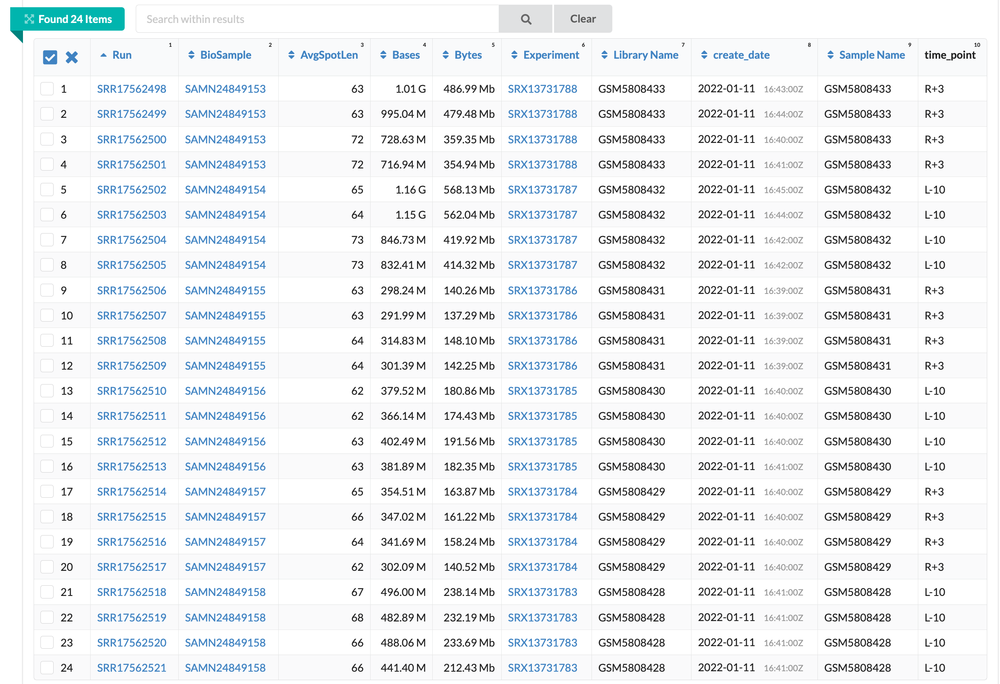 Found 24 Items Search within results Clear
1 2 3 4 5 6 7 8 9 10
Run BioSample AvgSpotLen Bases Bytes Experiment Library Name create_date Sample Name time_point
1 SRR17562498 SAMN24849153 63 1.01 G 486.99 Mb SRX13731788 GSM5808433 2022-01-11 16:43:00Z GSM5808433 R+3
2 SRR17562499 SAMN24849153 63 995.04 M 479.48 Mb SRX13731788 GSM5808433 2022-01-11 16:44:00Z GSM5808433 R+3
3 SRR17562500 SAMN24849153 72 728.63 M 359.35 Mb SRX13731788 GSM5808433 2022-01-11 16:40:00Z GSM5808433 R+3
4 SRR17562501 SAMN24849153 72 716.94 M 354.94 Mb SRX13731788 GSM5808433 2022-01-11 16:41:00Z GSM5808433 R+3
5 SRR17562502 SAMN24849154 65 1.16 G 568.13 Mb SRX13731787 GSM5808432 2022-01-11 16:45:00Z GSM5808432 L-10
6 SRR17562503 SAMN24849154 64 1.15 G 562.04 Mb SRX13731787 GSM5808432 2022-01-11 16:44:00Z GSM5808432 L-10
7 SRR17562504 SAMN24849154 73 846.73 M 419.92 Mb SRX13731787 GSM5808432 2022-01-11 16:42:00Z GSM5808432 L-10
8 SRR17562505 SAMN24849154 73 832.41 M 414.32 Mb SRX13731787 GSM5808432 2022-01-11 16:42:00Z GSM5808432 L-10
9 SRR17562506 SAMN24849155 63 298.24 M 140.26 Mb SRX13731786 GSM5808431 2022-01-11 16:39:00Z GSM5808431 R+3
10 SRR17562507 SAMN24849155 63 291.99 M 137.29 Mb SRX13731786 GSM5808431 2022-01-11 16:39:00Z GSM5808431 R+3
11 SRR17562508 SAMN24849155 64 314.83 M 148.10 Mb SRX13731786 GSM5808431 2022-01-11 16:39:00Z GSM5808431 R+3
12 SRR17562509 SAMN24849155 64 301.39 M 142.25 Mb SRX13731786 GSM5808431 2022-01-11 16:39:00Z GSM5808431 R+3
13 SRR17562510 SAMN24849156 62 379.52 M 180.86 Mb SRX13731785 GSM5808430 2022-01-11 16:40:00Z GSM5808430 L-10
14 SRR17562511 SAMN24849156 62 366.14 M 174.43 Mb SRX13731785 GSM5808430 2022-01-11 16:40:00Z GSM5808430 L-10
15 SRR17562512 SAMN24849156 63 402.49 M 191.56 Mb SRX13731785 GSM5808430 2022-01-11 16:40:00Z GSM5808430 L-10
16 SRR17562513 SAMN24849156 63 381.89 M 182.35 Mb SRX13731785 GSM5808430 2022-01-11 16:41:00Z GSM5808430 L-10
17 SRR17562514 SAMN24849157 65 354.51 M 163.87 Mb SRX13731784 GSM5808429 2022-01-11 16:40:00Z GSM5808429 R+3
18 SRR17562515 SAMN24849157 66 347.02 M 161.22 Mb SRX13731784 GSM5808429 2022-01-11 16:40:00Z GSM5808429 R+3
19 SRR17562516 SAMN24849157 64 341.69 M 158.24 Mb SRX13731784 GSM5808429 2022-01-11 16:40:00Z GSM5808429 R+3
20 SRR17562517 SAMN24849157 62 302.09 M 140.52 Mb SRX13731784 GSM5808429 2022-01-11 16:40:00Z GSM5808429 R+3
21 SRR17562518 SAMN24849158 67 496.00 M 238.14 Mb SRX13731783 GSM5808428 2022-01-11 16:41:00Z GSM5808428 L-10
22 SRR17562519 SAMN24849158 68 482.89 M 232.19 Mb SRX13731783 GSM5808428 2022-01-11 16:41:00Z GSM5808428 L-10
23 SRR17562520 SAMN24849158 66 488.06 M 233.69 Mb SRX13731783 GSM5808428 2022-01-11 16:41:00Z GSM5808428 L-10
24 SRR17562521 SAMN24849158 66 441.40 M 212.43 Mb SRX13731783 GSM5808428 2022-01-11 16:41:00Z GSM5808428 L-10